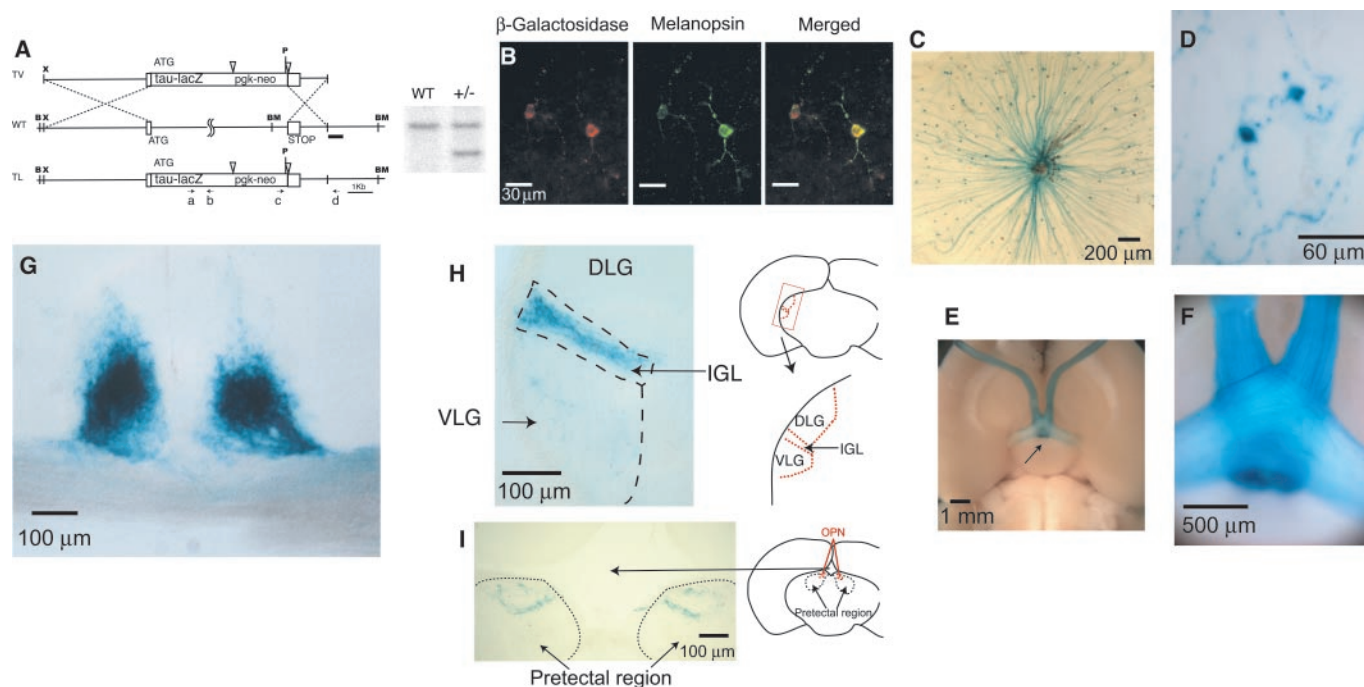 A
P
X
ATG
TV
tau-lacZ
pgk-neo
WT
+/-
B X
BM
BM
WT
ATG
STOP
P
ATG
B X
BM
TL
tau-lacZ
pgk-neo
1Kb
a b c d
β-Galactosidase Melanopsin Merged
B
30 μm
C
200 μm
D
60 μm
G
100 μm
H
DLG
IGL
VLG
100 μm
DLG
IGL
VLG
E
1 mm
F
500 μm
I
100 μm
Pretectal region
OPN
Pretectal region